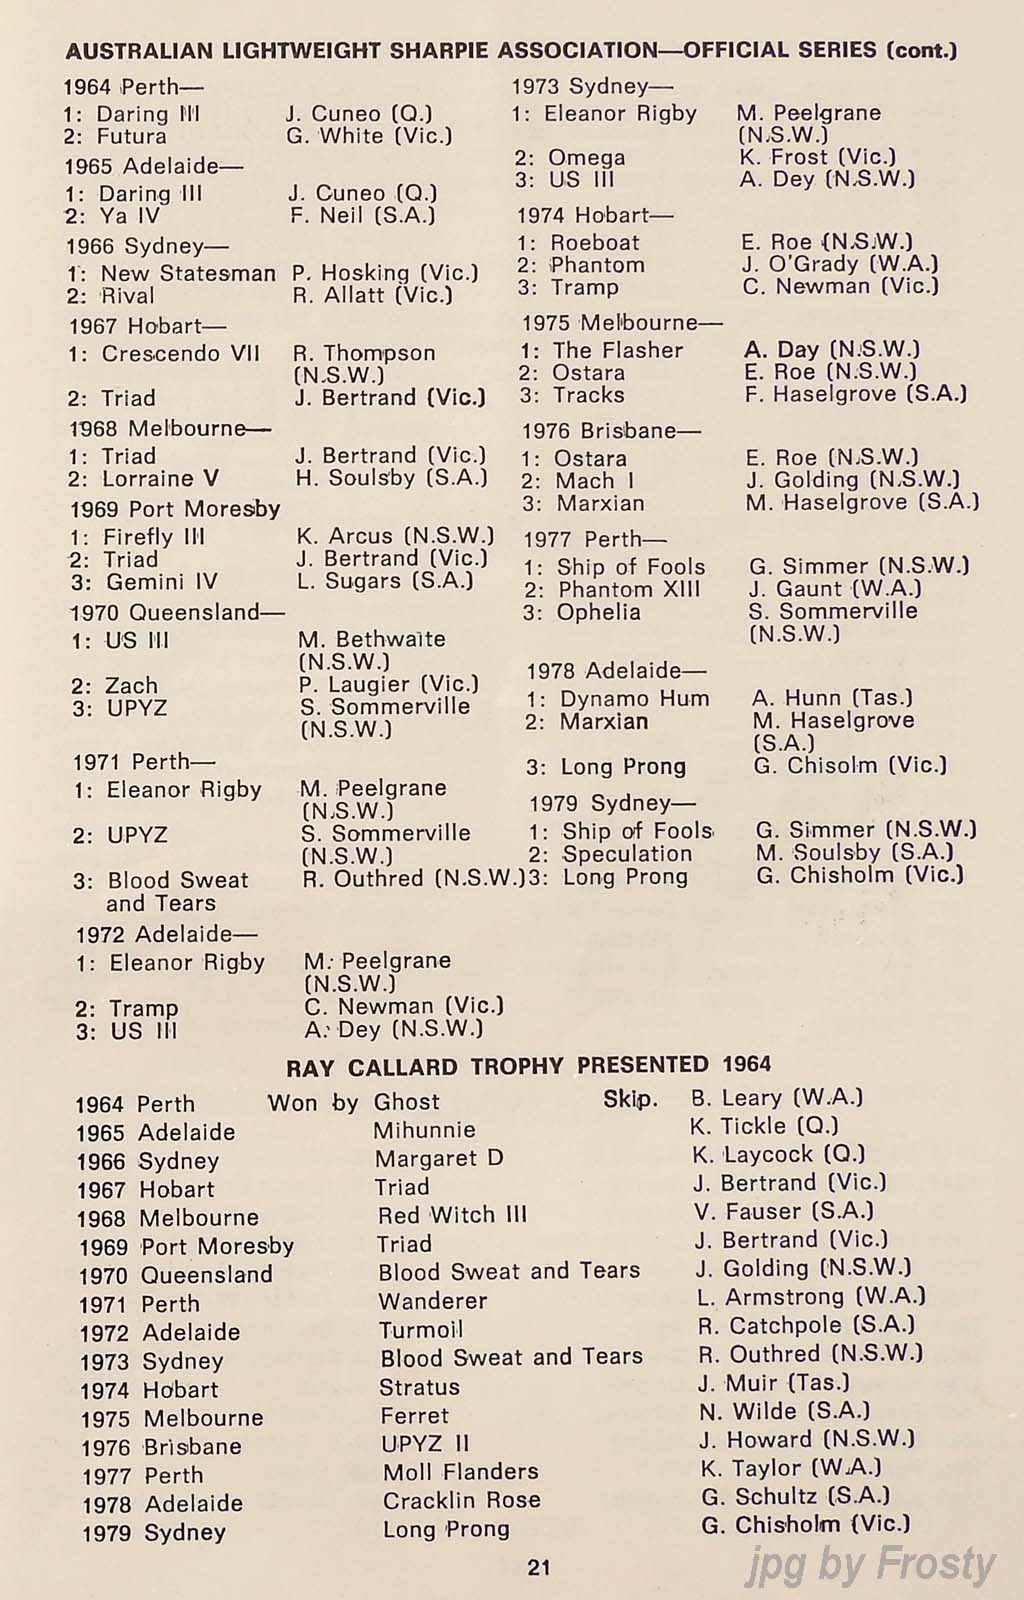 AUSTRALIAN LIGHTWEIGHT SHARPIE ASSOCIATION—OFFICIAL SERIES (cont.)
1964 Perth—
1: Daring III J. Cuneo (Q.)
2: Futura G. White (Vic.)
1965 Adelaide—
1: Daring III J. Cuneo (Q.)
2: Ya IV F. Neil (S.A.)
1966 Sydney—
1: New Statesman P. Hosking (Vic.)
2: Rival R. Allatt (Vic.)
1967 Hobart—
1: Crescendo VII R. Thompson
(N.S.W.)
2: Triad J. Bertrand (Vic.)
1968 Melbourne—
1: Triad J. Bertrand (Vic.)
2: Lorraine V H. Soulsby (S.A.)
1969 Port Moresby
1: Firefly III K. Arcus (N.S.W.)
2: Triad J. Bertrand (Vic.)
3: Gemini IV L. Sugars (S.A.)
1970 Queensland—
1: US III M. Bethwaite
(N.S.W.)
2: Zach P. Laugier (Vic.)
3: UPYZ S. Sommerville
(N.S.W.)
1971 Perth—
1: Eleanor Rigby M. Peelgrane
(N.S.W.)
2: UPYZ S. Sommerville
(N.S.W.)
3: Blood Sweat R. Outhred (N.S.W.)
and Tears
1972 Adelaide—
1: Eleanor Rigby M. Peelgrane
(N.S.W.)
2: Tramp C. Newman (Vic.)
3: US III A. Dey (N.S.W.)
1973 Sydney—
1: Eleanor Rigby M. Peelgrane
(N.S.W.)
2: Omega K. Frost (Vic.)
3: US III A. Dey (N.S.W.)
1974 Hobart—
1: Roeboat E. Roe (N.S.W.)
2: Phantom J. O'Grady (W.A.)
3: Tramp C. Newman (Vic.)
1975 Melbourne—
1: The Flasher A. Day (N.S.W.)
2: Ostara E. Roe (N.S.W.)
3: Tracks F. Haselgrove (S.A.)
1976 Brisbane—
1: Ostara E. Roe (N.S.W.)
2: Mach I J. Golding (N.S.W.)
3: Marxian M. Haselgrove (S.A.)
1977 Perth—
1: Ship of Fools G. Simmer (N.S.W.)
2: Phantom XIII J. Gaunt (W.A.)
3: Ophelia S. Sommerville
(N.S.W.)
1978 Adelaide—
1: Dynamo Hum A. Hunn (Tas.)
2: Marxian M. Haselgrove
(S.A.)
3: Long Prong G. Chisolm (Vic.)
1979 Sydney—
1: Ship of Fools G. Simmer (N.S.W.)
2: Speculation M. Soulsby (S.A.)
3: Long Prong G. Chisholm (Vic.)
RAY CALLARD TROPHY PRESENTED 1964
1964 Perth Won by Ghost Skip. B. Leary (W.A.)
1965 Adelaide Mihunnie K. Tickle (Q.)
1966 Sydney Margaret D K. Laycock (Q.)
1967 Hobart Triad J. Bertrand (Vic.)
1968 Melbourne Red Witch III V. Fauser (S.A.)
1969 Port Moresby Triad J. Bertrand (Vic.)
1970 Queensland Blood Sweat and Tears J. Golding (N.S.W.)
1971 Perth Wanderer L. Armstrong (W.A.)
1972 Adelaide Turmoil R. Catchpole (S.A.)
1973 Sydney Blood Sweat and Tears R. Outhred (N.S.W.)
1974 Hobart Stratus J. Muir (Tas.)
1975 Melbourne Ferret N. Wilde (S.A.)
1976 Brisbane UPYZ II J. Howard (N.S.W.)
1977 Perth Moll Flanders K. Taylor (W.A.)
1978 Adelaide Cracklin Rose G. Schultz (S.A.)
1979 Sydney Long Prong G. Chisholm (Vic.)
21
jpg by Frosty